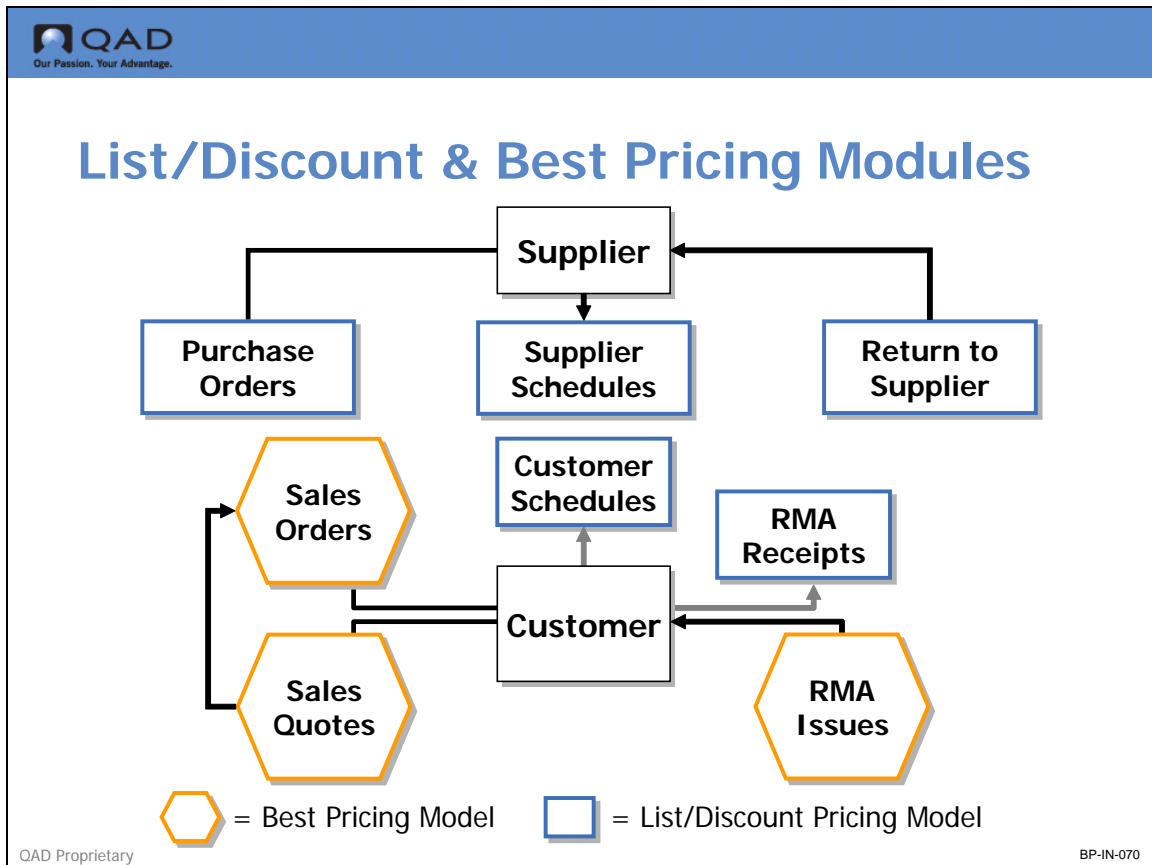 QAD
Our Passion. Your Advantage.
List/Discount & Best Pricing Modules
Supplier
Purchase
Orders
Supplier
Schedules
Return to
Supplier
Sales
Orders
Customer
Schedules
RMA
Receipts
Customer
Sales
Quotes
RMA
Issues
= Best Pricing Model
= List/Discount Pricing Model
QAD Proprietary
BP-IN-070